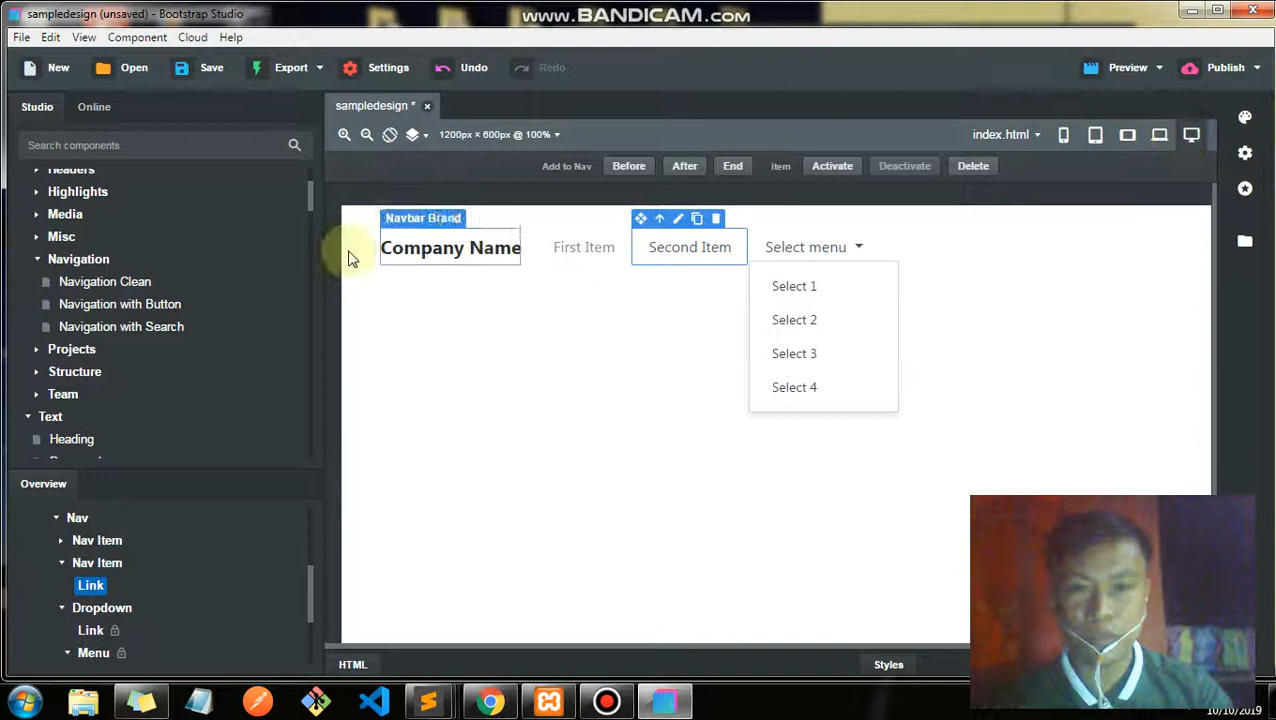 sampledesign (unsaved) - Bootstrap Studio
www.BANDICAM.com
File Edit View Component Cloud Help
New Open Save Export Settings Undo Redo Preview Publish
Studio Online
sampledesign *
Search components
1200px × 600px @ 100%
index.html
Add to Nav Before After End Item Activate Deactivate Delete
Headers
Highlights
Media
Misc
Navigation
Navigation Clean
Navigation with Button
Navigation with Search
Projects
Structure
Team
Text
Heading
Navbar Brand
Company Name First Item Second Item Select menu
Select 1
Select 2
Select 3
Select 4
Overview
Nav
Nav Item
Nav Item
Link
Dropdown
Link
Menu
HTML
Styles
10/10/2019